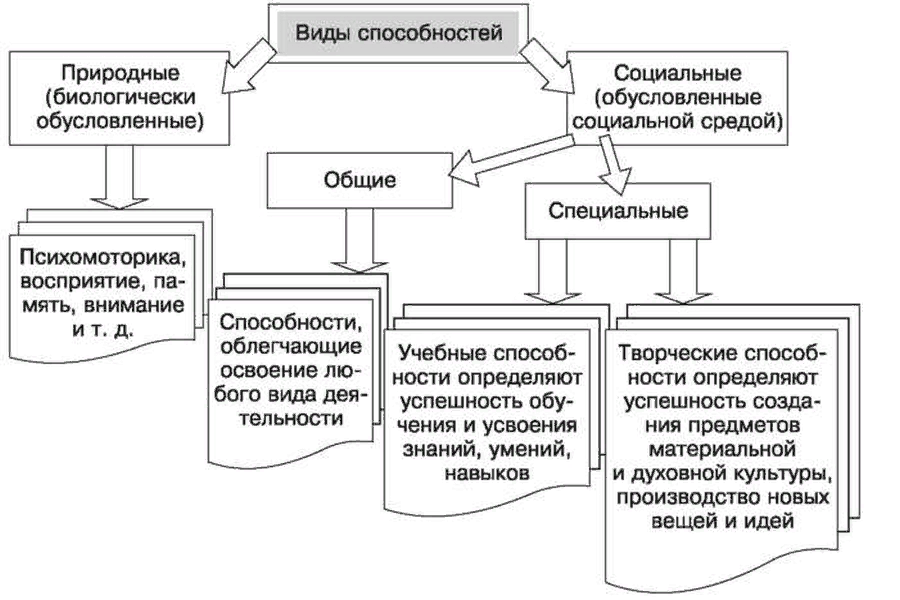 Виды способностей
Природные
(биологически
обусловленные)
Социальные
(обусловленные
социальной средой)
Общие
Специальные
Психомоторика,
восприятие, па-
мять, внимание
и т. д.
Способности,
облегчающие
освоение лю-
бого вида дея-
тельности
Учебные способ-
ности определяют
успешность обу-
чения и усвоения
знаний, умений,
навыков
Творческие способ-
ности определяют
успешность созда-
ния предметов
материальной
и духовной культуры,
производство новых
вещей и идей